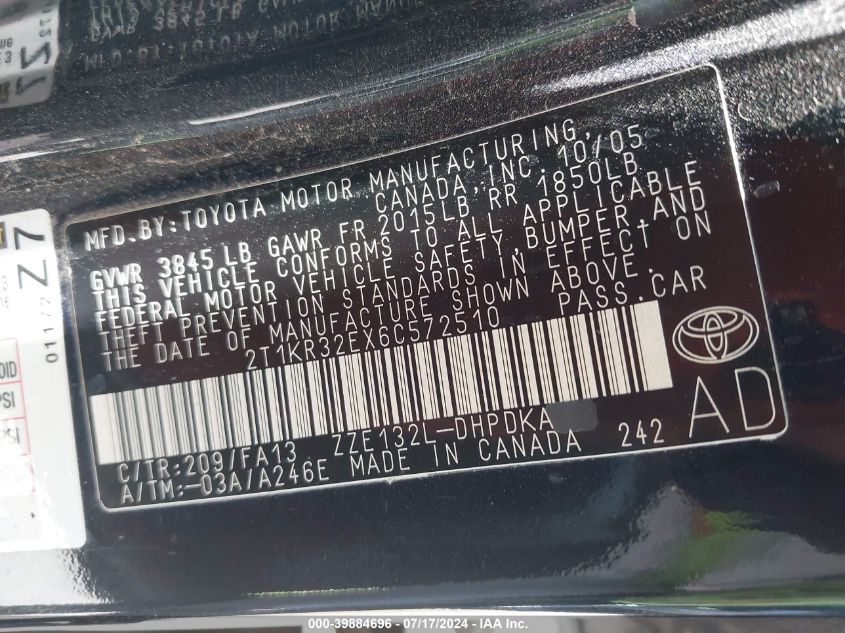 MFD.BY:TOYOTA MOTOR MANUFACTURING,
CANADA,INC. 10/05
GVWR 3845 LB GAWR FR 2015LB RR 1850LB
THIS VEHICLE CONFORMS TO ALL APPLICABLE
FEDERAL MOTOR VEHICLE SAFETY,BUMPER,AND
THEFT PREVENTION STANDARDS IN EFFECT ON
THE DATE OF MANUFACTURE SHOWN ABOVE.
2T1KR32EX6C572510 PASS.CAR
C/TR:209/FA13 ZZE132L-DHPDKA
A/TM:-03A/A246E MADE IN CANADA 242
AD
Z7
000-39884696 - 07/17/2024 - IAA Inc.